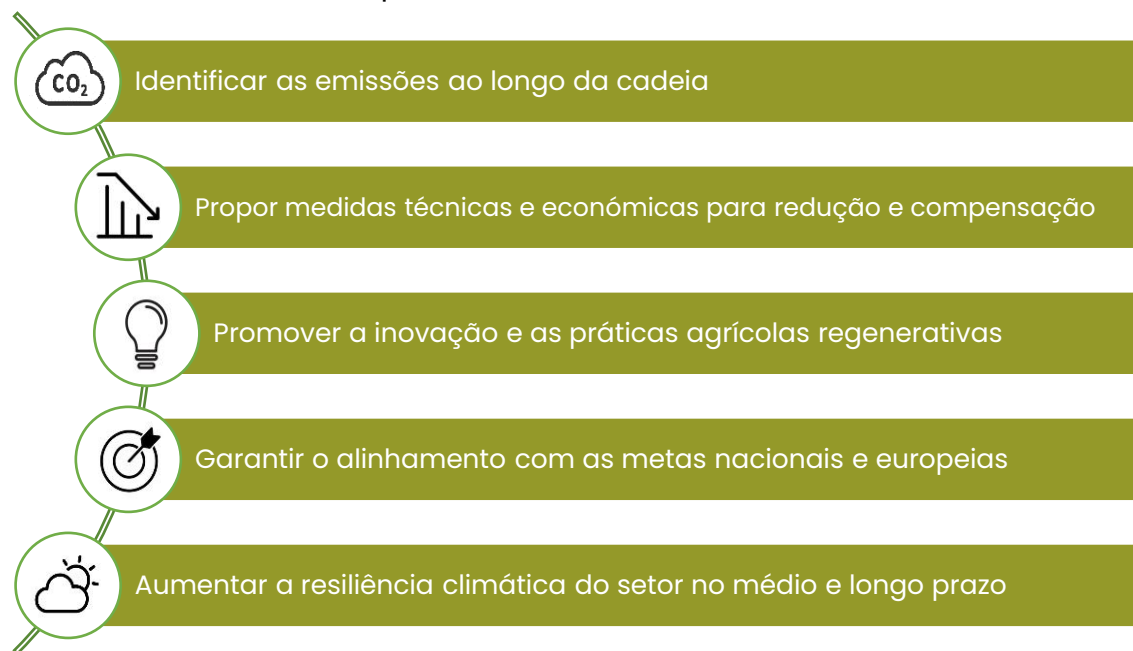 CO₂
Identificar as emissões ao longo da cadeia
Propor medidas técnicas e económicas para redução e compensação
Promover a inovação e as práticas agrícolas regenerativas
Garantir o alinhamento com as metas nacionais e europeias
Aumentar a resiliência climática do setor no médio e longo prazo